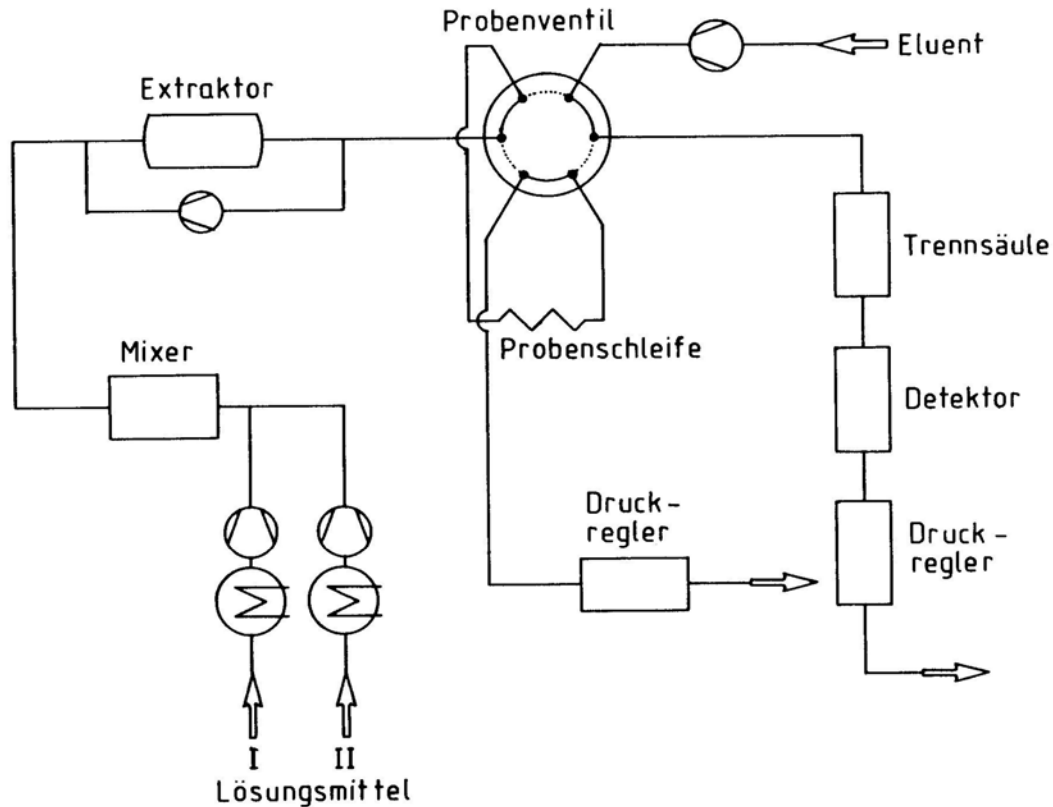 Probenventil
Eluent
Extraktor
Trennsäule
Mixer
Probenschleife
Detektor
Druck-
regler
Druck-
regler
I II
Lösungsmittel